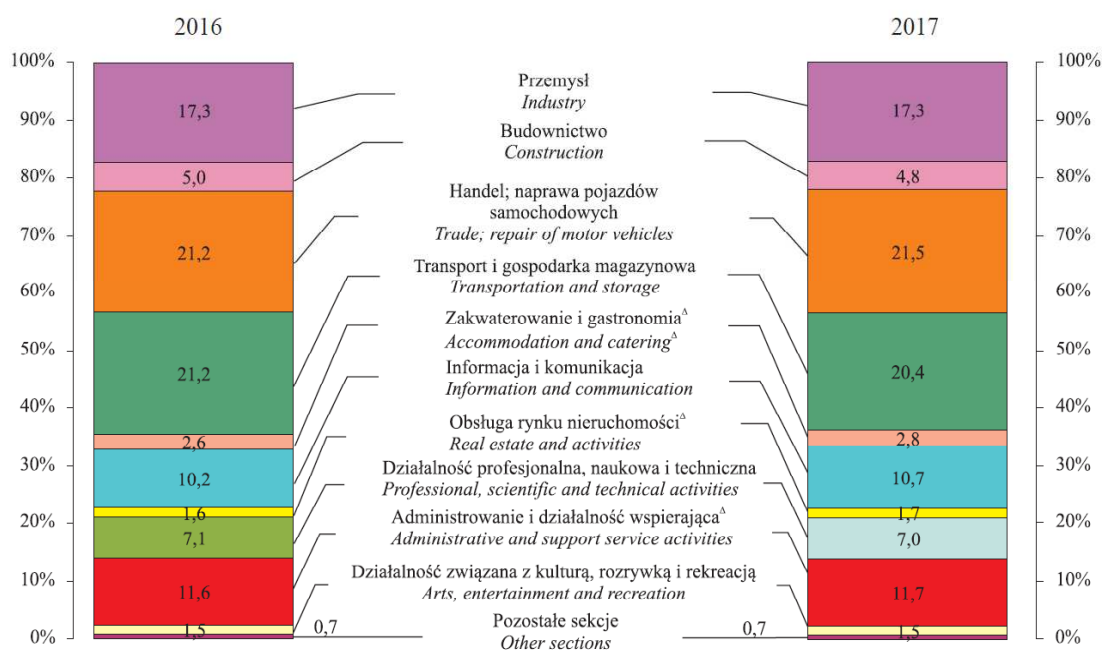 2016
2017
100%
90%
80%
70%
60%
50%
40%
30%
20%
10%
0%
17,3
5,0
21,2
21,2
2,6
10,2
1,6
7,1
11,6
1,5
0,7
Przemysł
Industry
Budownictwo
Construction
Handel; naprawa pojazdów
samochodowych
Trade; repair of motor vehicles
Transport i gospodarka magazynowa
Transportation and storage
Zakwaterowanie i gastronomia^Δ
Accommodation and catering^Δ
Informacja i komunikacja
Information and communication
Obsługa rynku nieruchomości^Δ
Real estate and activities
Działalność profesjonalna, naukowa i techniczna
Professional, scientific and technical activities
Administrowanie i działalność wspierająca^Δ
Administrative and support service activities
Działalność związana z kulturą, rozrywką i rekreacją
Arts, entertainment and recreation
Pozostałe sekcje
Other sections
17,3
4,8
21,5
20,4
2,8
10,7
1,7
7,0
11,7
1,5
0,7
100%
90%
80%
70%
60%
50%
40%
30%
20%
10%
0%